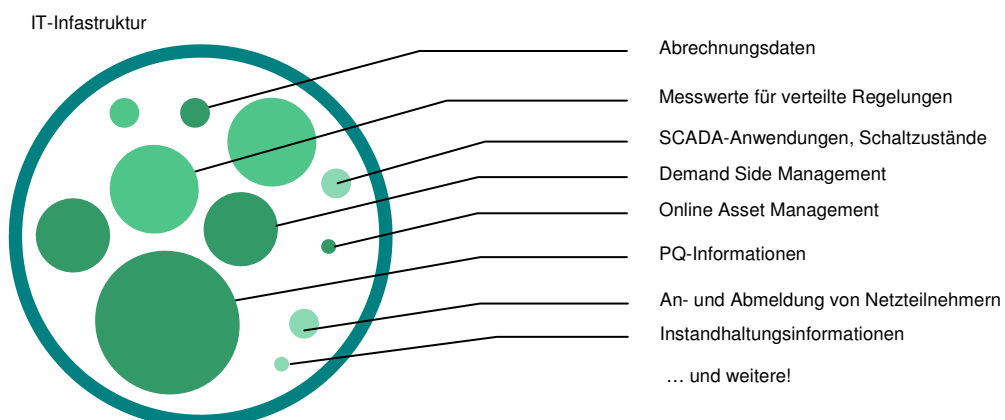 IT-Infastruktur
Abrechnungsdaten
Messwerte für verteilte Regelungen
SCADA-Anwendungen, Schaltzustände
Demand Side Management
Online Asset Management
PQ-Informationen
An- und Abmeldung von Netzteilnehmern
Instandhaltungsinformationen
… und weitere!